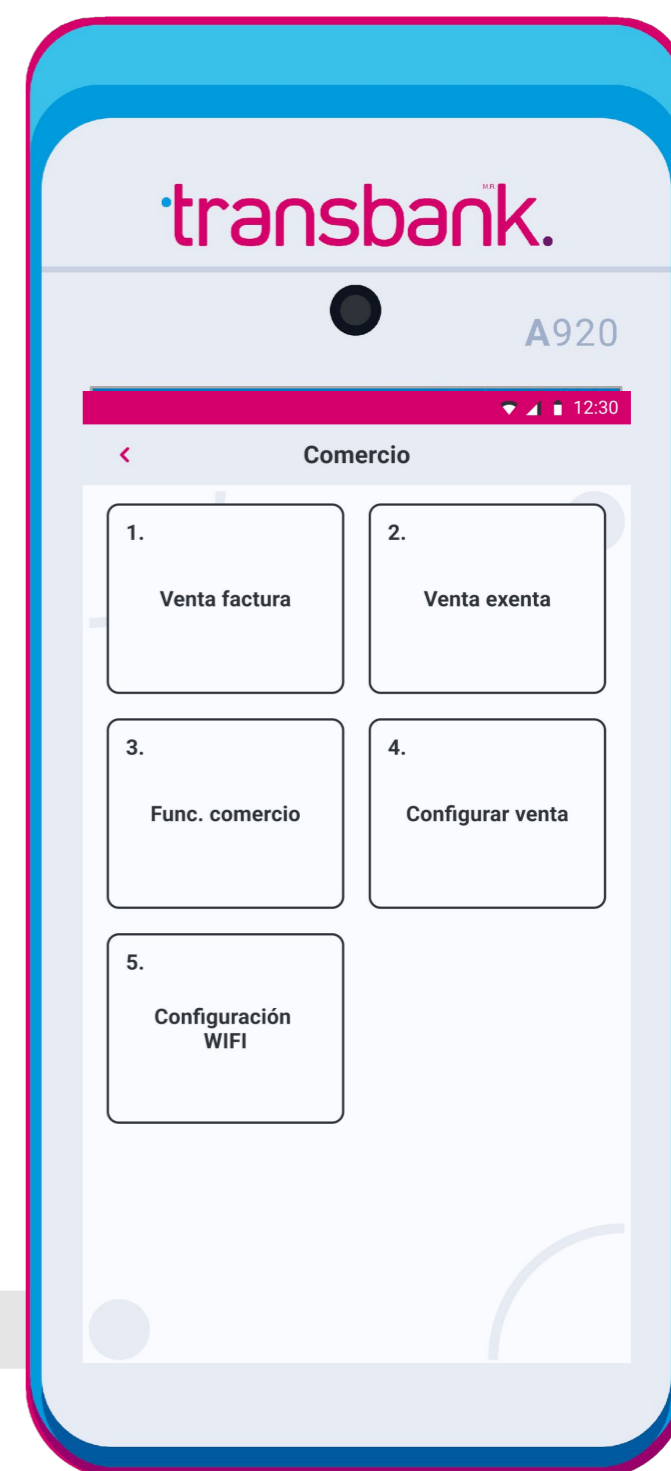 transbank.
M.R.
A920
12:30
Comercio
1.
Venta factura
2.
Venta exenta
3.
Func. comercio
4.
Configurar venta
5.
Configuración
WIFI